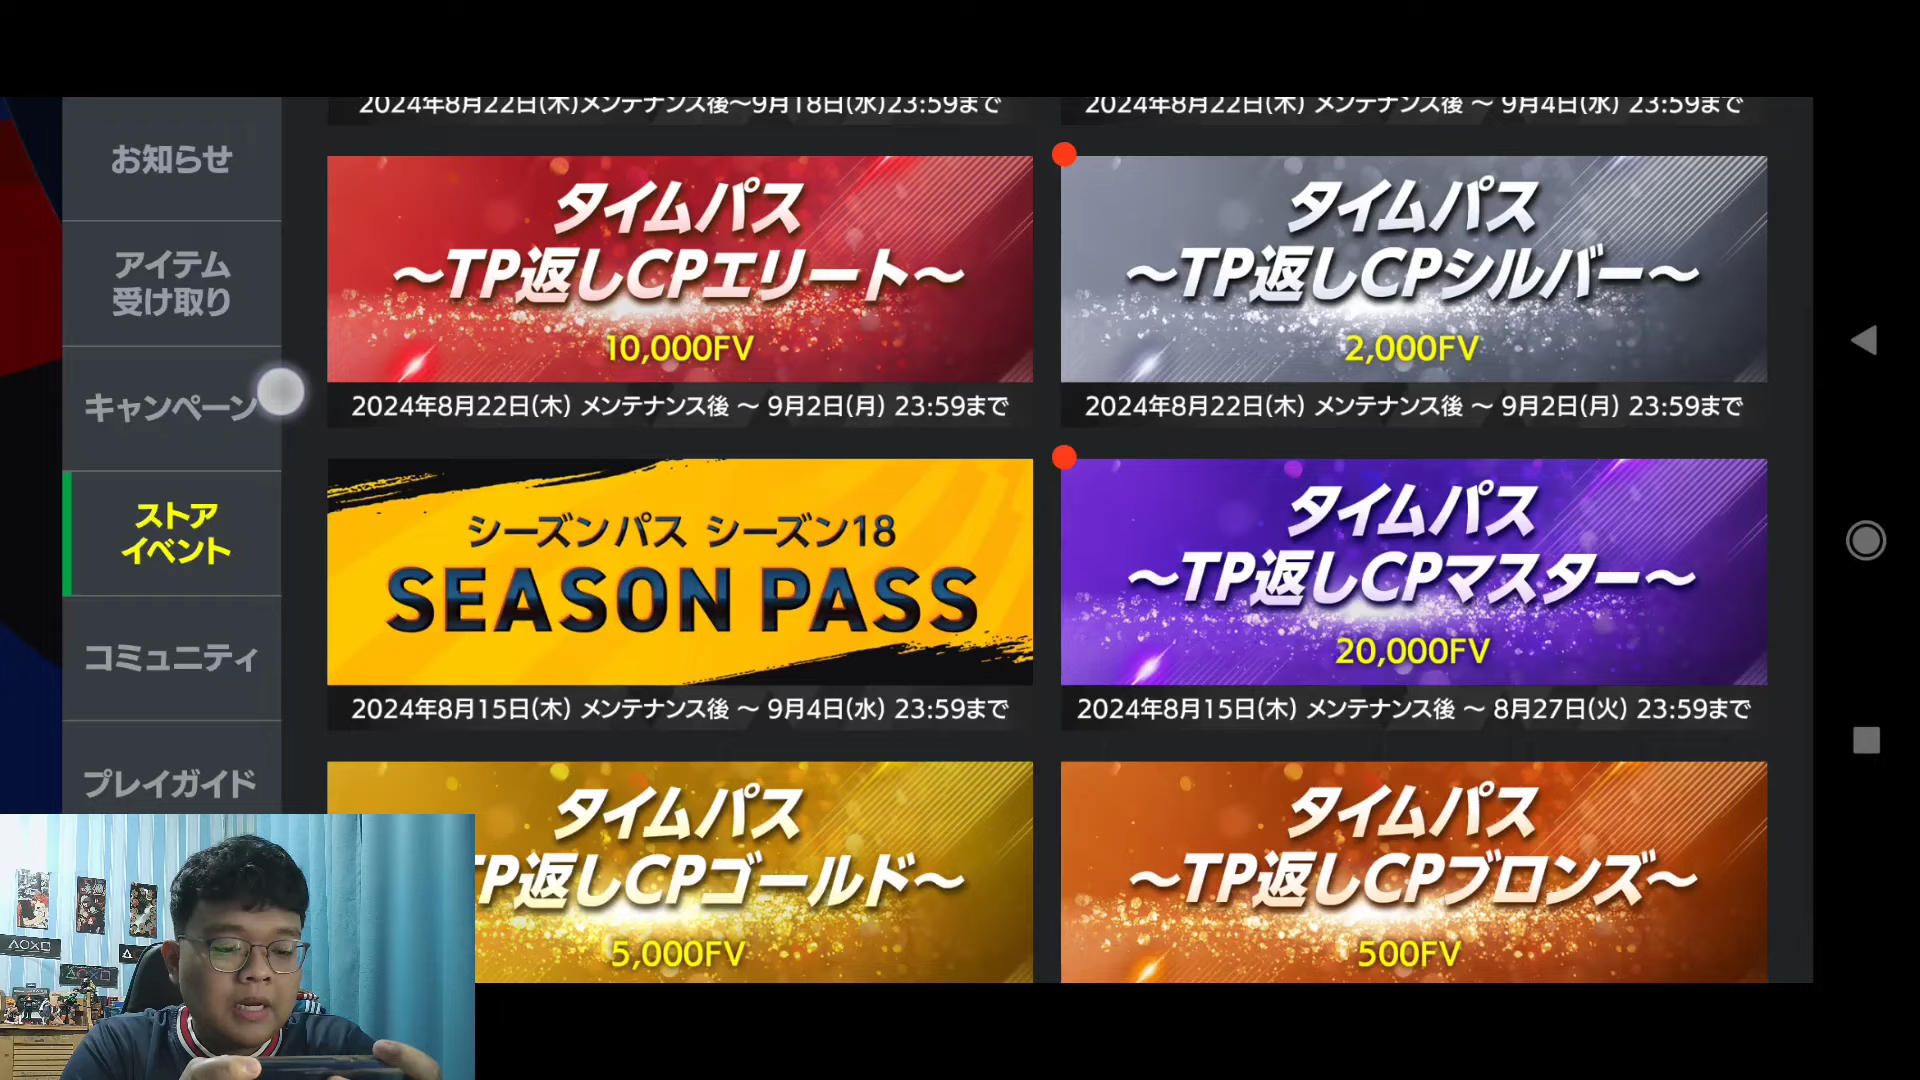 お知らせ
アイテム
受け取り
キャンペーン
ストア
イベント
コミュニティ
プレイガイド
2024年8月22日(木)メンテナンス後~9月18日(水)23:59まで
2024年8月22日(木) メンテナンス後 ~ 9月4日(水) 23:59まで
タイムパス
~TP返しCPエリート~
10,000FV
2024年8月22日(木) メンテナンス後 ~ 9月2日(月) 23:59まで
タイムパス
~TP返しCPシルバー~
2,000FV
2024年8月22日(木) メンテナンス後 ~ 9月2日(月) 23:59まで
シーズンパス シーズン18
SEASON PASS
2024年8月15日(木) メンテナンス後 ~ 9月4日(水) 23:59まで
タイムパス
~TP返しCPマスター~
20,000FV
2024年8月15日(木) メンテナンス後 ~ 8月27日(火) 23:59まで
タイムパス
TP返しCPゴールド~
5,000FV
タイムパス
~TP返しCPブロンズ~
500FV